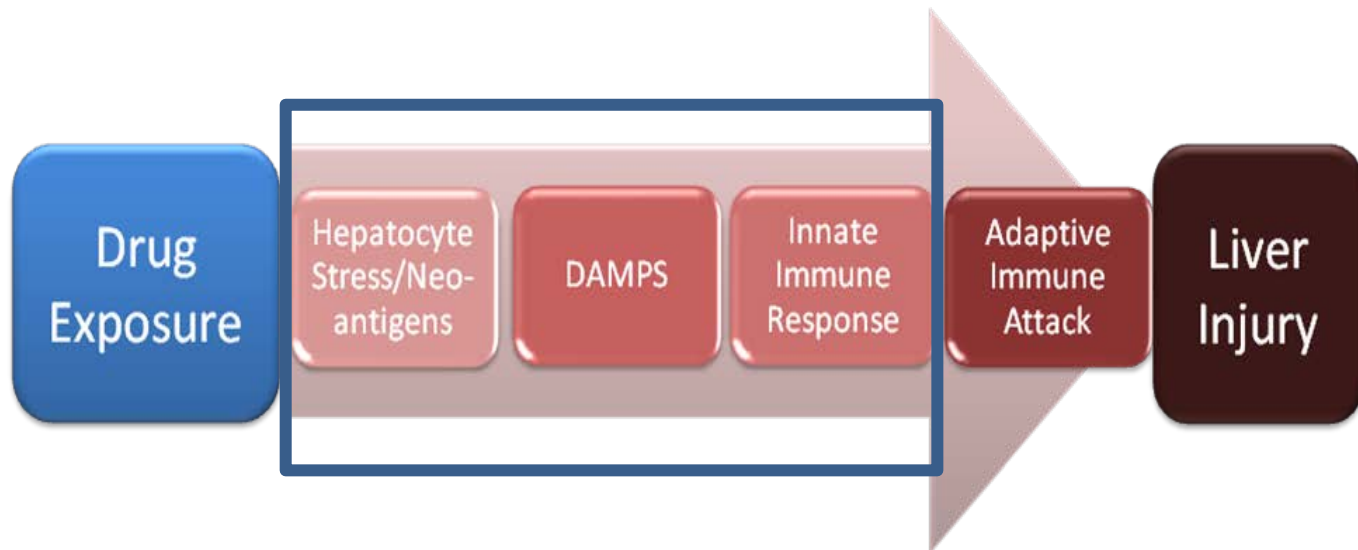 Drug
Exposure
Hepatocyte
Stress/Neo-
antigens
DAMPS
Innate
Immune
Response
Adaptive
Immune
Attack
Liver
Injury